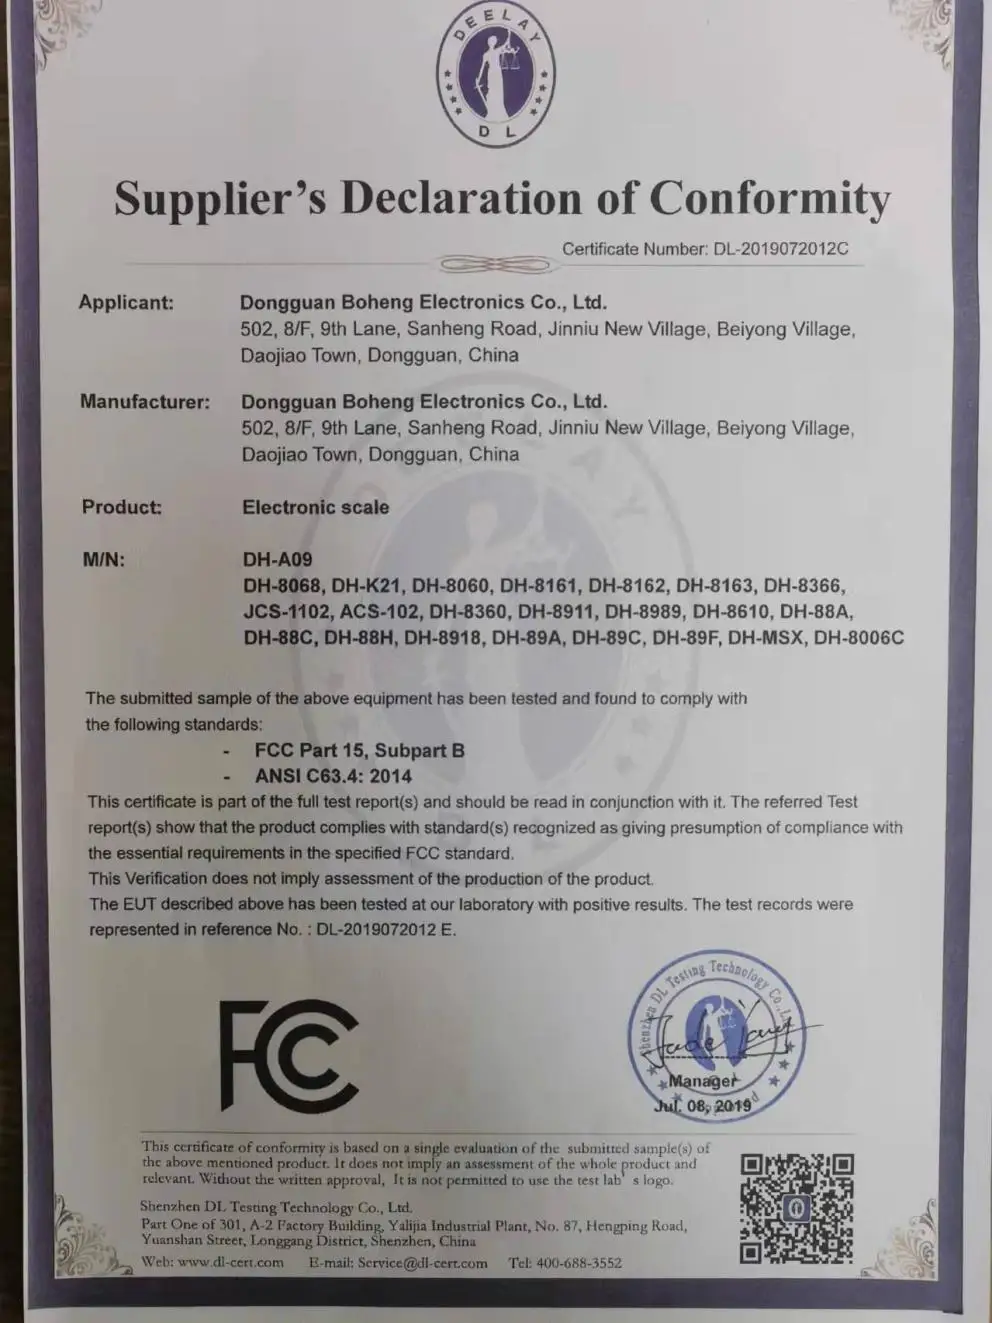 DEELAY
DL
Supplier's Declaration of Conformity
Certificate Number: DL-2019072012C
Applicant: Dongguan Boheng Electronics Co., Ltd.
502, 8/F, 9th Lane, Sanheng Road, Jinniu New Village, Beiyong Village,
Daojiao Town, Dongguan, China
Manufacturer: Dongguan Boheng Electronics Co., Ltd.
502, 8/F, 9th Lane, Sanheng Road, Jinniu New Village, Beiyong Village,
Daojiao Town, Dongguan, China
Product: Electronic scale
M/N: DH-A09
DH-8068, DH-K21, DH-8060, DH-8161, DH-8162, DH-8163, DH-8366,
JCS-1102, ACS-102, DH-8360, DH-8911, DH-8989, DH-8610, DH-88A,
DH-88C, DH-88H, DH-8918, DH-89A, DH-89C, DH-89F, DH-MSX, DH-8006C
The submitted sample of the above equipment has been tested and found to comply with
the following standards:
- FCC Part 15, Subpart B
- ANSI C63.4: 2014
This certificate is part of the full test report(s) and should be read in conjunction with it. The referred Test
report(s) show that the product complies with standard(s) recognized as giving presumption of compliance with
the essential requirements in the specified FCC standard.
This Verification does not imply assessment of the production of the product.
The EUT described above has been tested at our laboratory with positive results. The test records were
represented in reference No. : DL-2019072012 E.
FC
Shenzhen DL Testing Technology Co., Ltd.
Manager
Jul. 08, 2019
Approved
This certificate of conformity is based on a single evaluation of the submitted sample(s) of
the above mentioned product. It does not imply an assessment of the whole product and
relevant. Without the written approval, It is not permitted to use the test lab's logo.
Shenzhen DL Testing Technology Co., Ltd.
Part One of 301, A-2 Factory Building, Yalijia Industrial Plant, No. 87, Hengping Road,
Yuanshan Street, Longgang District, Shenzhen, China
Web: www.dl-cert.com E-mail: Service@dl-cert.com Tel: 400-688-3552